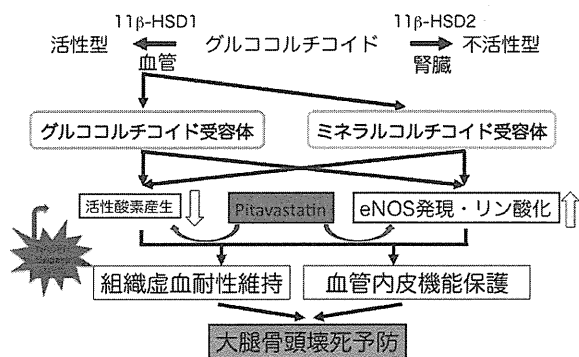 11β-HSD1 11β-HSD2
活性型 グルココルチコイド 不活性型
血管 腎臓
グルココルチコイド受容体 ミネラルコルチコイド受容体
活性酸素産生 Pitavastatin eNOS発現・リン酸化
組織虚血耐性維持 血管内皮機能保護
大腿骨頭壊死予防